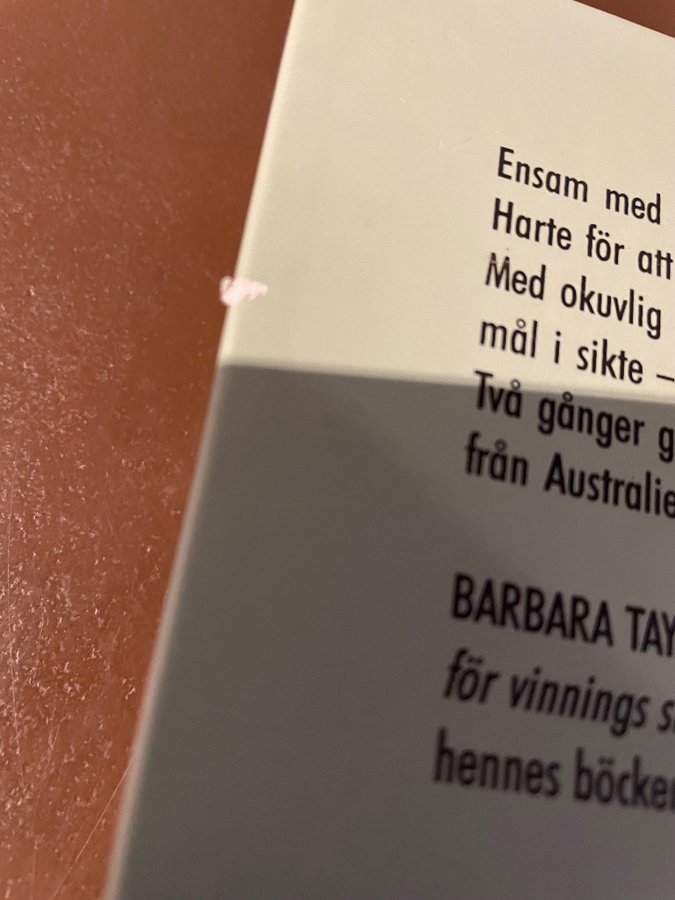 Ensam med
Harte för att
Med okuvlig
mål i sikte –
Två gånger g
från Australie
BARBARA TAY
för vinnings s
hennes böcker